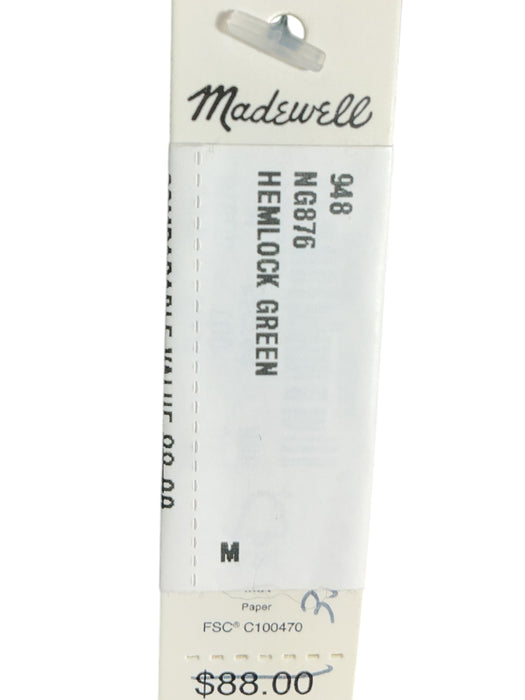 Madewell
948
NG876
HEMLOCK GREEN
M
Paper
FSC® C100470
$88.00